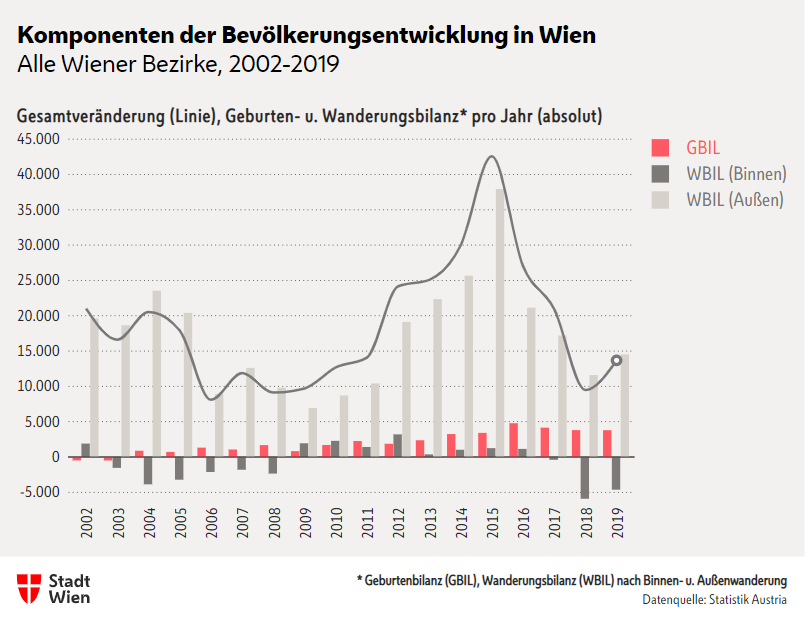 Komponenten der Bevölkerungsentwicklung in Wien
Alle Wiener Bezirke, 2002-2019
Gesamtveränderung (Linie), Geburten- u. Wanderungsbilanz* pro Jahr (absolut)
45.000
40.000
35.000
30.000
25.000
20.000
15.000
10.000
5.000
0
-5.000
2002 2003 2004 2005 2006 2007 2008 2009 2010 2011 2012 2013 2014 2015 2016 2017 2018 2019
GBIL
WBIL (Binnen)
WBIL (Außen)
Stadt
Wien
* Geburtenbilanz (GBIL), Wanderungsbilanz (WBIL) nach Binnen- u. Außenwanderung
Datenquelle: Statistik Austria